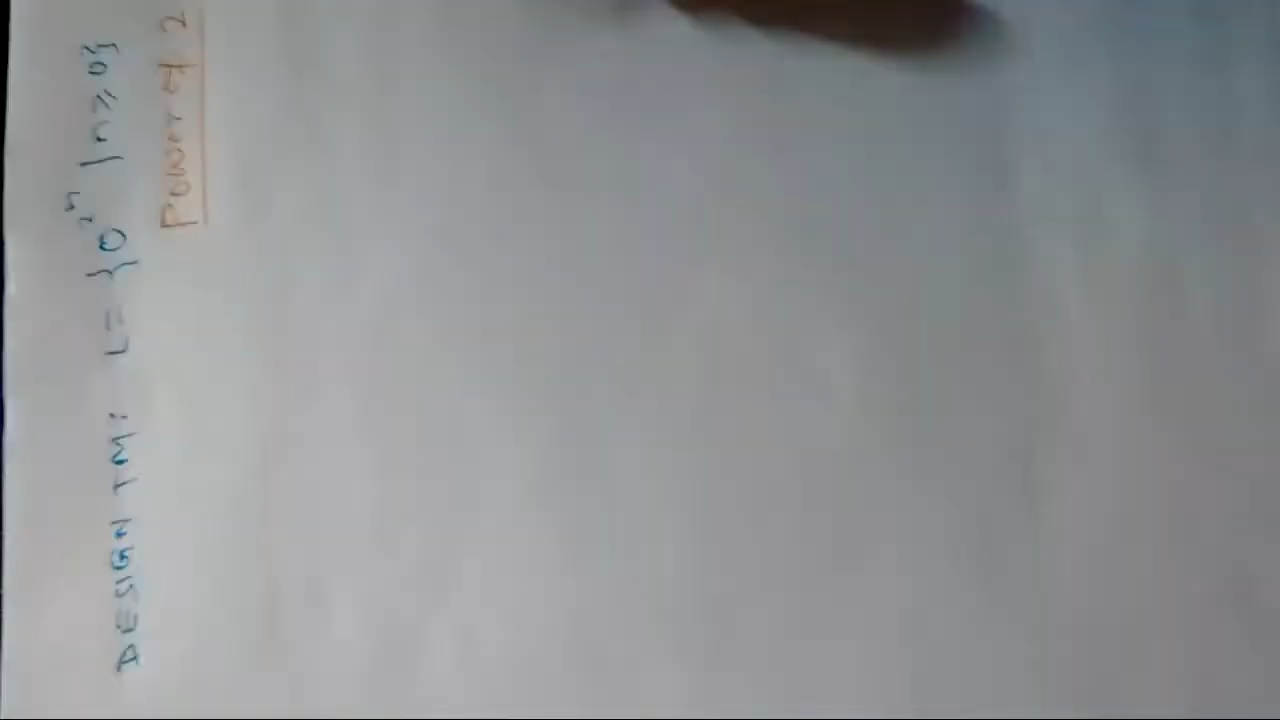 DESIGN TM: L = {0^{2^n} | n ≥ 0}
Power of 2